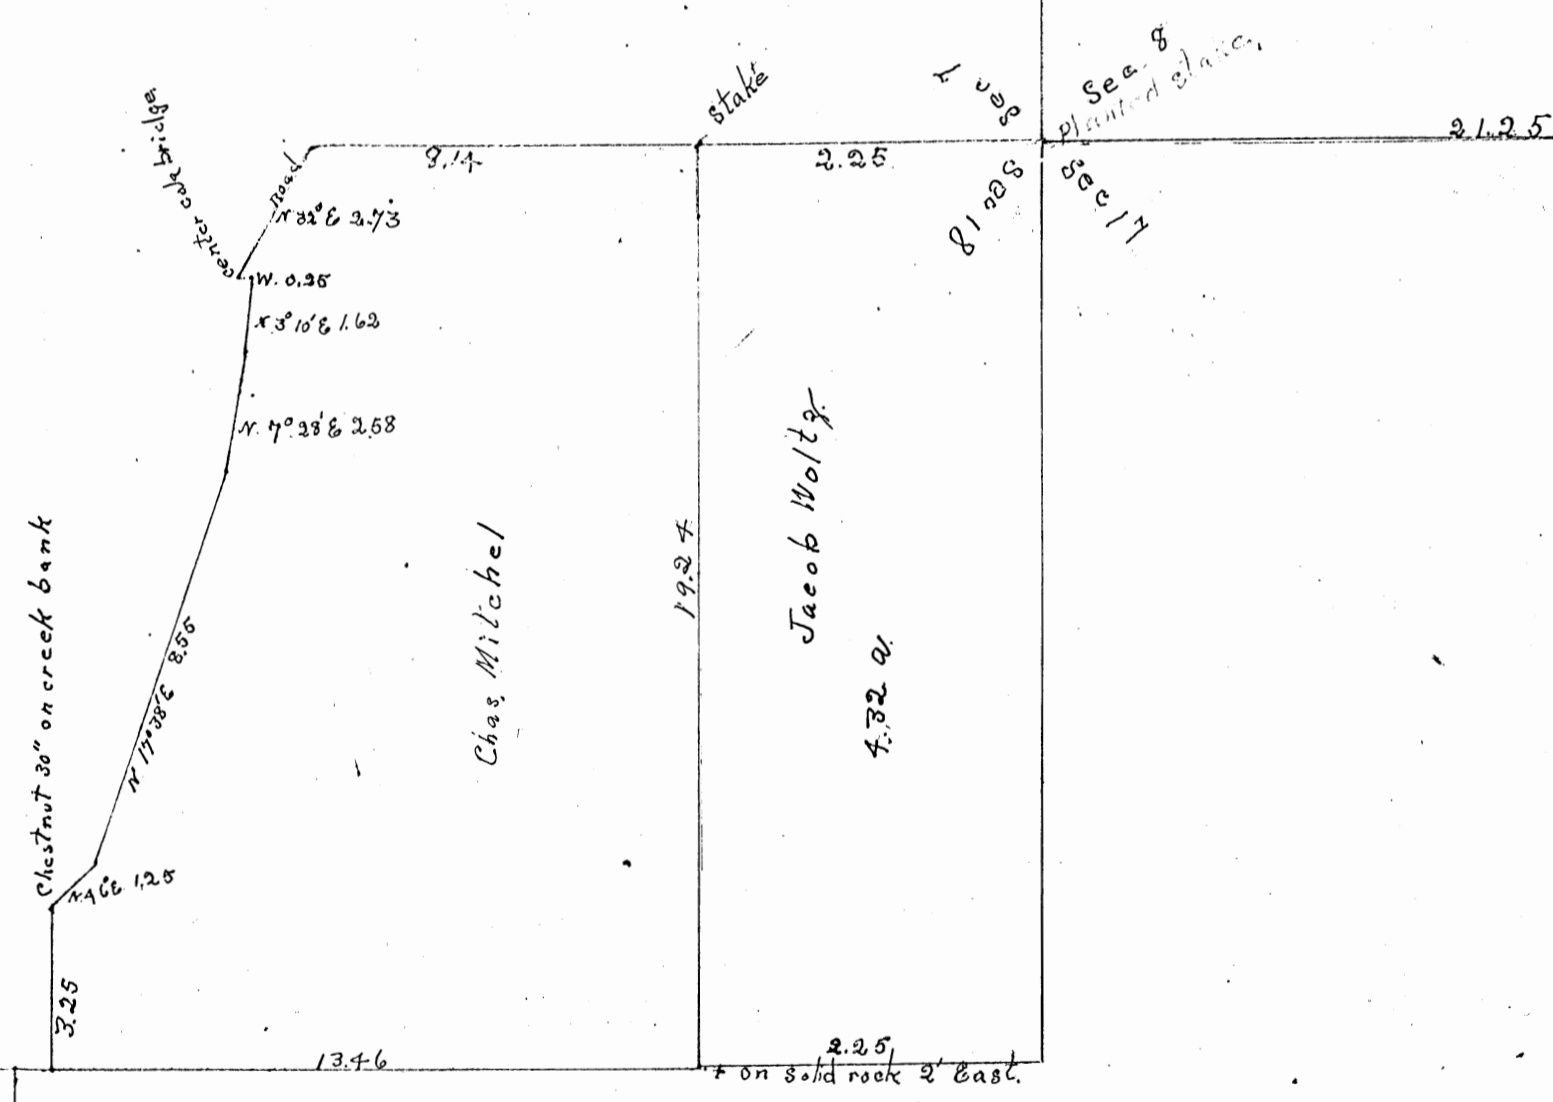 Center cala bridge
Road
N 32° E 2.73
W. 0.25
N 3° 10' E 1.62
N. 7° 28' E 2.58
N 17° 38' E 8.55
N 46° E 1.25
Chestnut 30" on creek bank
3.25
13.46
8.14
Stake
2.25
Sec 7
Sec. 8
Planted stone
21.25
Sec 18
Sec 17
Chas. Mitchel
19.24
Jacob Woltz
4.32 a.
2.25
+ on solid rock 2' East.